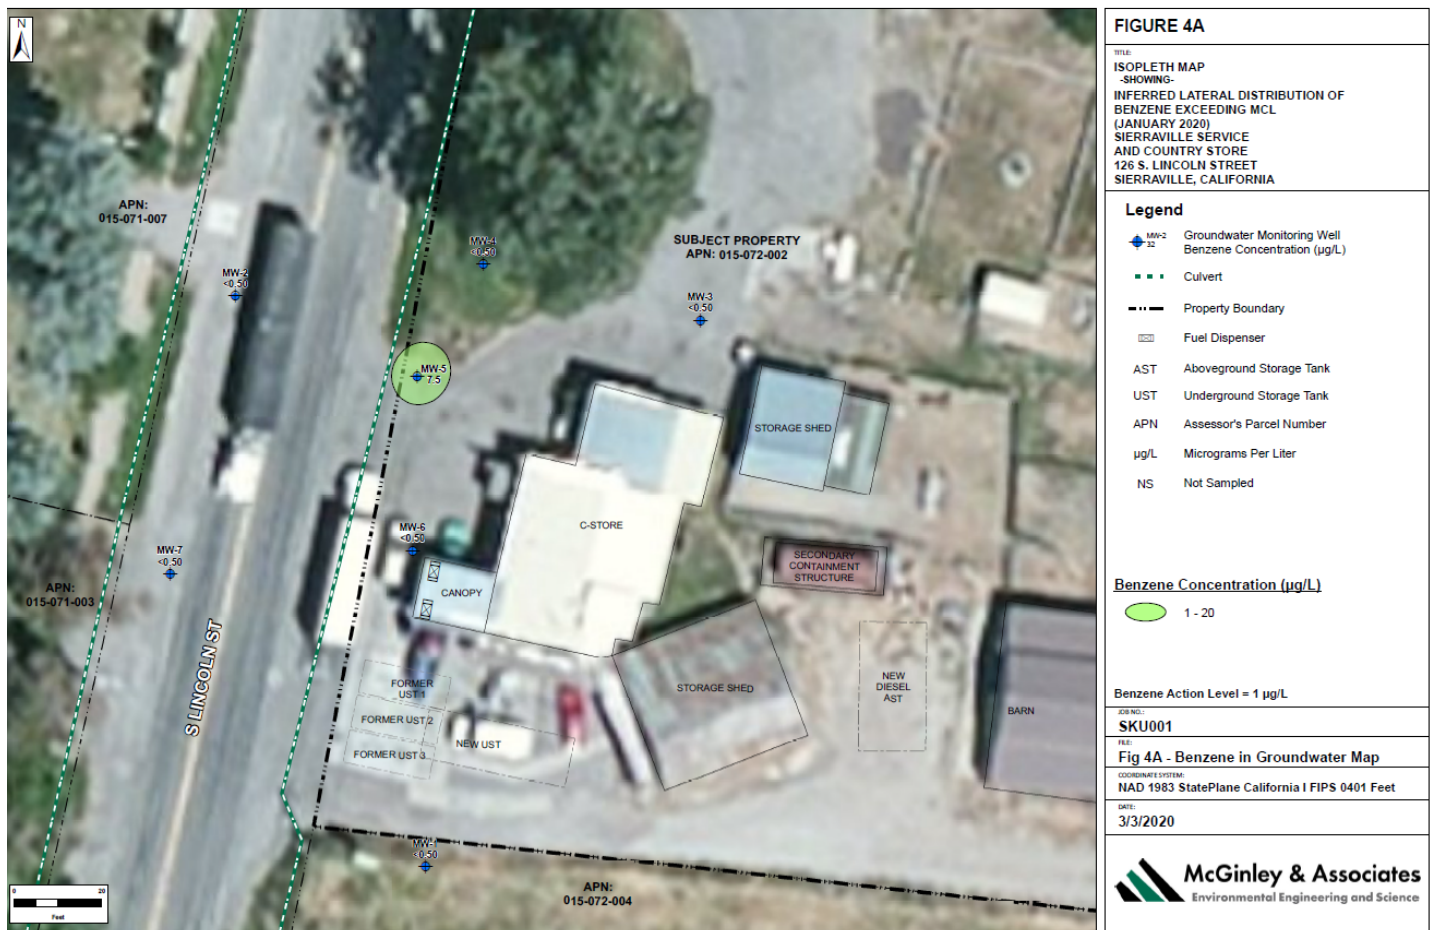 N
APN:
015-071-007
MW-2
<0.50
MW-4
<0.50
SUBJECT PROPERTY
APN: 015-072-002
MW-3
<0.50
MW-5
7.5
STORAGE SHED
C-STORE
MW-6
<0.50
MW-7
<0.50
APN:
015-071-003
CANOPY
SECONDARY
CONTAINMENT
STRUCTURE
S LINCOLN ST
FORMER
UST 1
FORMER UST 2
FORMER UST 3
NEW UST
STORAGE SHED
NEW
DIESEL
AST
BARN
MW-1
<0.50
APN:
015-072-004
0 20
Feet
FIGURE 4A
TITLE:
ISOPLETH MAP
-SHOWING-
INFERRED LATERAL DISTRIBUTION OF
BENZENE EXCEEDING MCL
(JANUARY 2020)
SIERRAVILLE SERVICE
AND COUNTRY STORE
126 S. LINCOLN STREET
SIERRAVILLE, CALIFORNIA
Legend
MW-2
32
Groundwater Monitoring Well
Benzene Concentration (µg/L)
Culvert
Property Boundary
Fuel Dispenser
AST Aboveground Storage Tank
UST Underground Storage Tank
APN Assessor's Parcel Number
µg/L Micrograms Per Liter
NS Not Sampled
Benzene Concentration (µg/L)
1 - 20
Benzene Action Level = 1 µg/L
JOB NO.:
SKU001
FILE:
Fig 4A - Benzene in Groundwater Map
COORDINATE SYSTEM:
NAD 1983 StatePlane California I FIPS 0401 Feet
DATE:
3/3/2020
McGinley & Associates
Environmental Engineering and Science